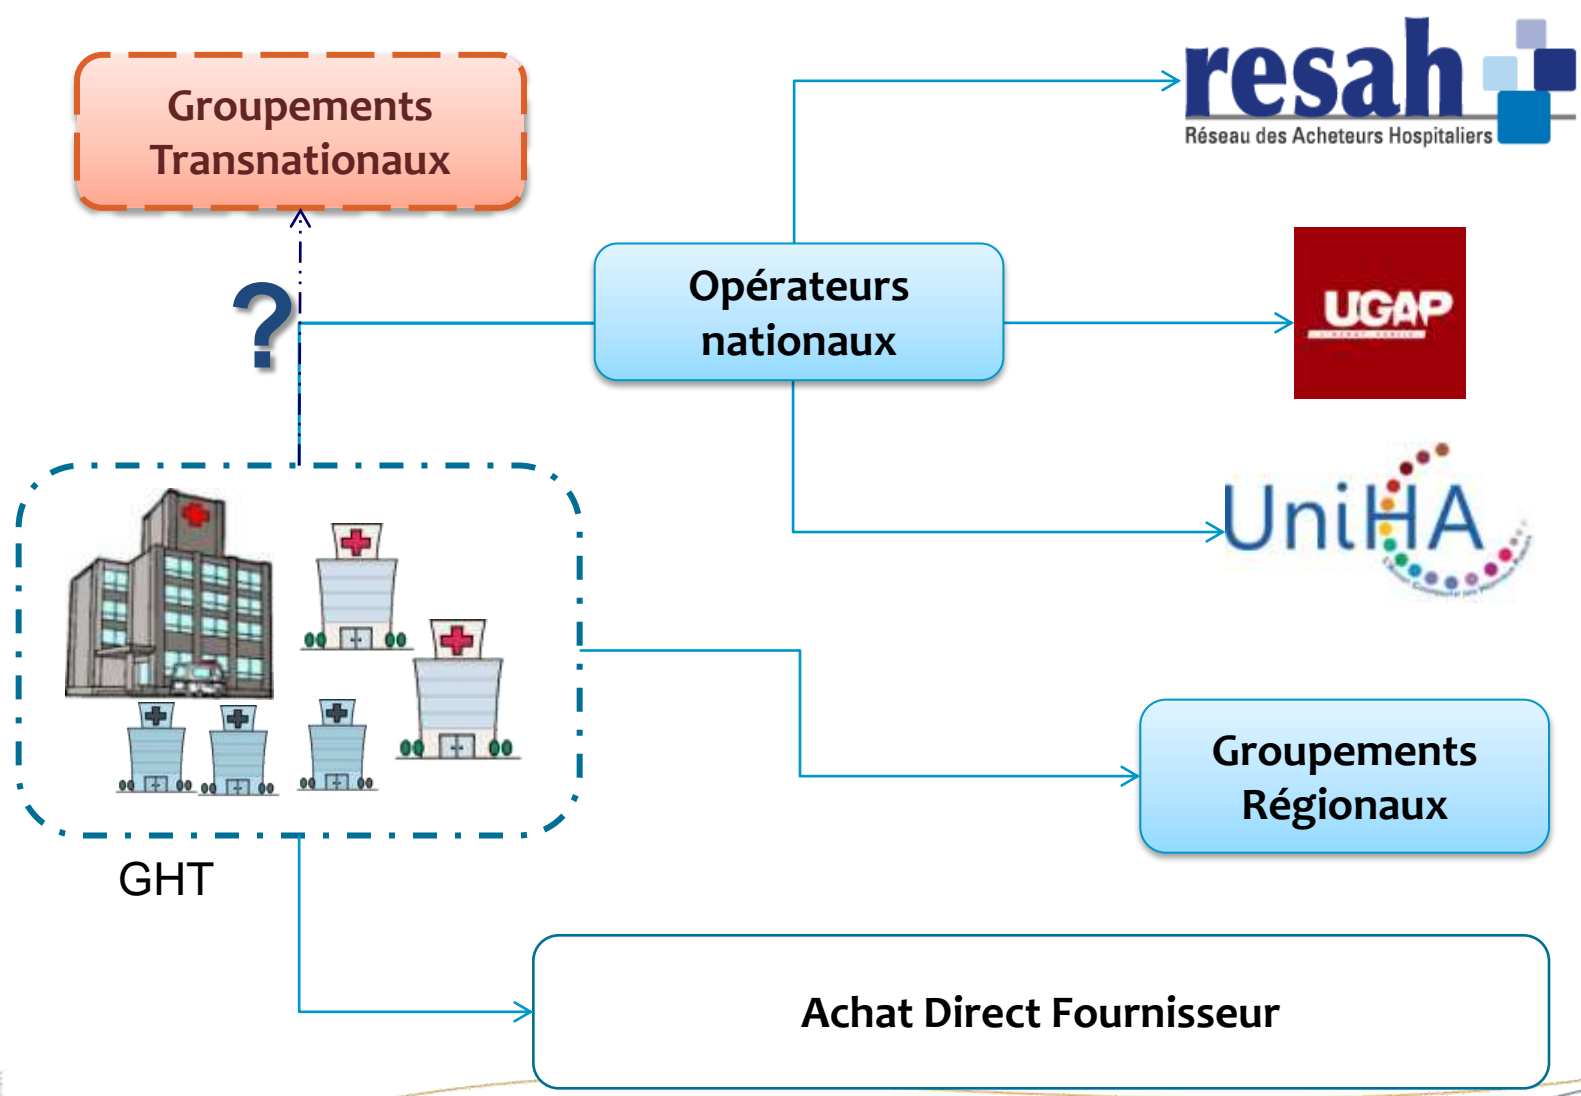 Groupements
Transnationaux
resah
Réseau des Acheteurs Hospitaliers
?
Opérateurs
nationaux
UGAP
UniHA
Groupements
Régionaux
GHT
Achat Direct Fournisseur